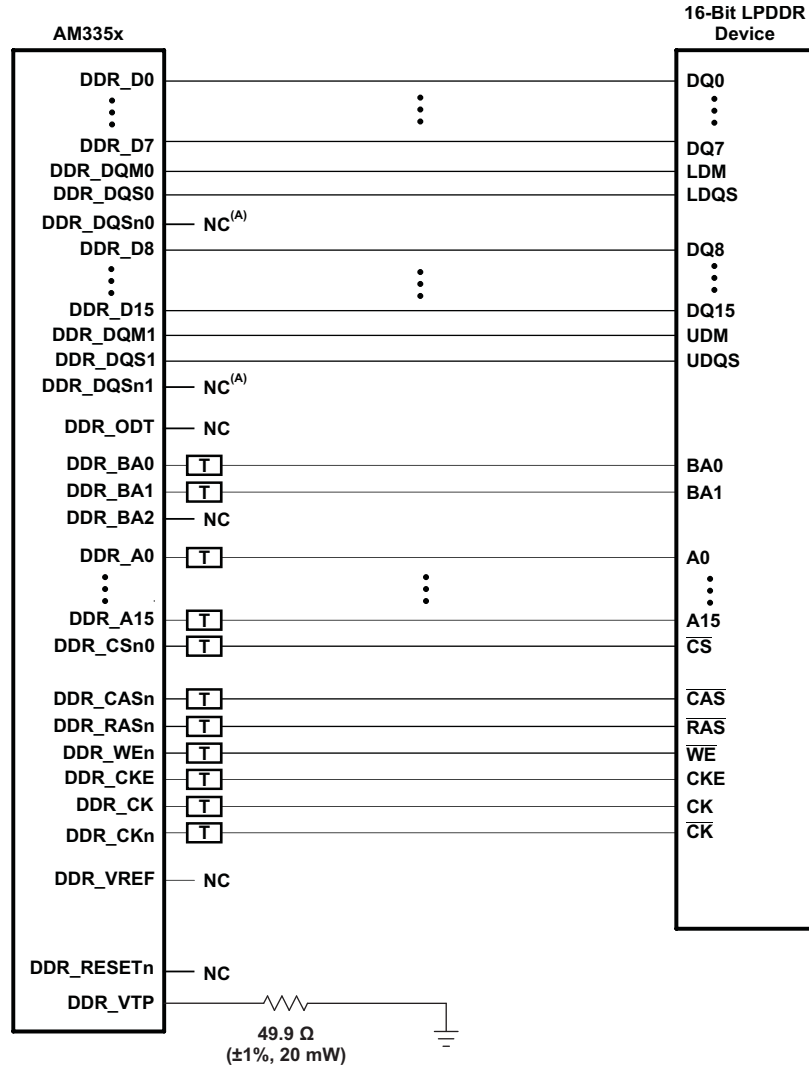 16-Bit LPDDR
AM335x Device
DDR_D0 DQ0
DDR_D7 DQ7
DDR_DQM0 LDM
DDR_DQS0 LDQS
DDR_DQSn0 NC(A)
DDR_D8 DQ8
DDR_D15 DQ15
DDR_DQM1 UDM
DDR_DQS1 UDQS
DDR_DQSn1 NC(A)
DDR_ODT NC
DDR_BA0 T BA0
DDR_BA1 T BA1
DDR_BA2 NC
DDR_A0 T A0
DDR_A15 T A15
DDR_CSn0 T CS
DDR_CASn T CAS
DDR_RASn T RAS
DDR_WEn T WE
DDR_CKE T CKE
DDR_CK T CK
DDR_CKn T CK
DDR_VREF NC
DDR_RESETn NC
DDR_VTP
49.9 Ω
(±1%, 20 mW)